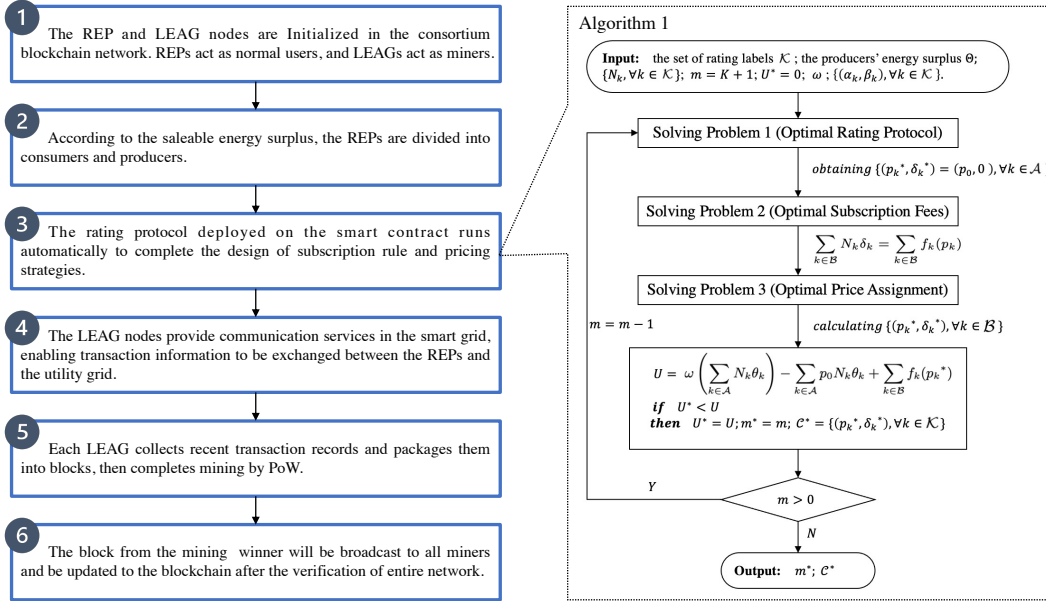 1
The REP and LEAG nodes are Initialized in the consortium
blockchain network. REPs act as normal users, and LEAGs act as miners.
2
According to the saleable energy surplus, the REPs are divided into
consumers and producers.
3
The rating protocol deployed on the smart contract runs
automatically to complete the design of subscription rule and pricing
strategies.
4
The LEAG nodes provide communication services in the smart grid,
enabling transaction information to be exchanged between the REPs and
the utility grid.
5
Each LEAG collects recent transaction records and packages them
into blocks, then completes mining by PoW.
6
The block from the mining winner will be broadcast to all miners
and be updated to the blockchain after the verification of entire network.
Algorithm 1
Input: the set of rating labels 𝒦 ; the producers' energy surplus Θ;
{N_k, ∀k ∈ 𝒦}; m = K + 1; U* = 0; ω ; {(α_k, β_k), ∀k ∈ 𝒦 }.
Solving Problem 1 (Optimal Rating Protocol)
obtaining {(p_k*, δ_k*) = (p_0, 0 ), ∀k ∈ 𝒜 }
Solving Problem 2 (Optimal Subscription Fees)
∑_{k∈ℬ} N_k δ_k = ∑_{k∈ℬ} f_k(p_k)
Solving Problem 3 (Optimal Price Assignment)
m = m − 1
calculating {(p_k*, δ_k*), ∀k ∈ ℬ}
U = ω (∑_{k∈𝒜} N_k θ_k) − ∑_{k∈𝒜} p_0 N_k θ_k + ∑_{k∈ℬ} f_k(p_k*)
if U* < U
then U* = U; m* = m; 𝒞* = {(p_k*, δ_k*), ∀k ∈ 𝒦}
Y
m > 0
N
Output: m*; 𝒞*